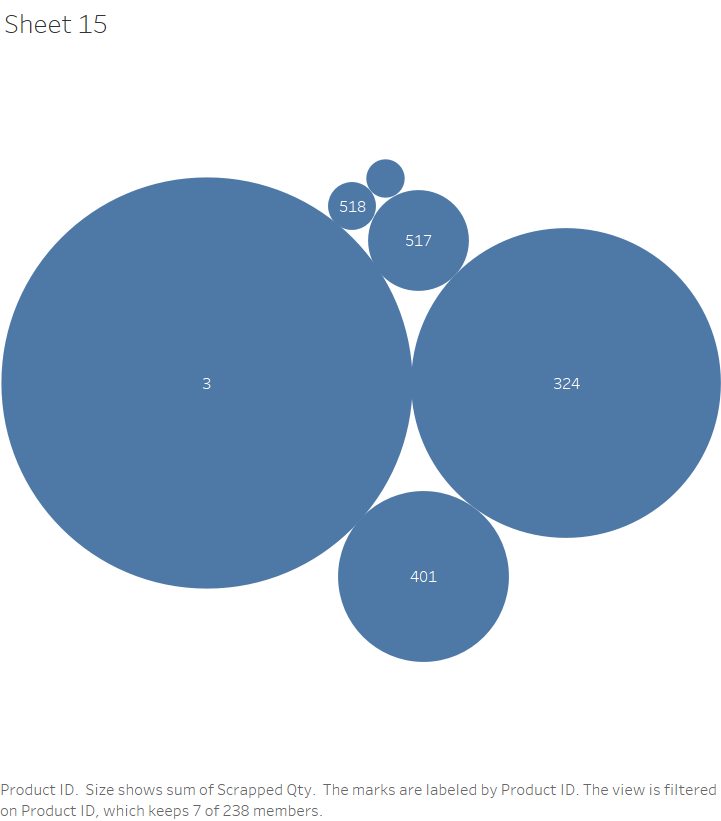 Sheet 15
518
517
3
324
401
Product ID.  Size shows sum of Scrapped Qty.  The marks are labeled by Product ID. The view is filtered
on Product ID, which keeps 7 of 238 members.